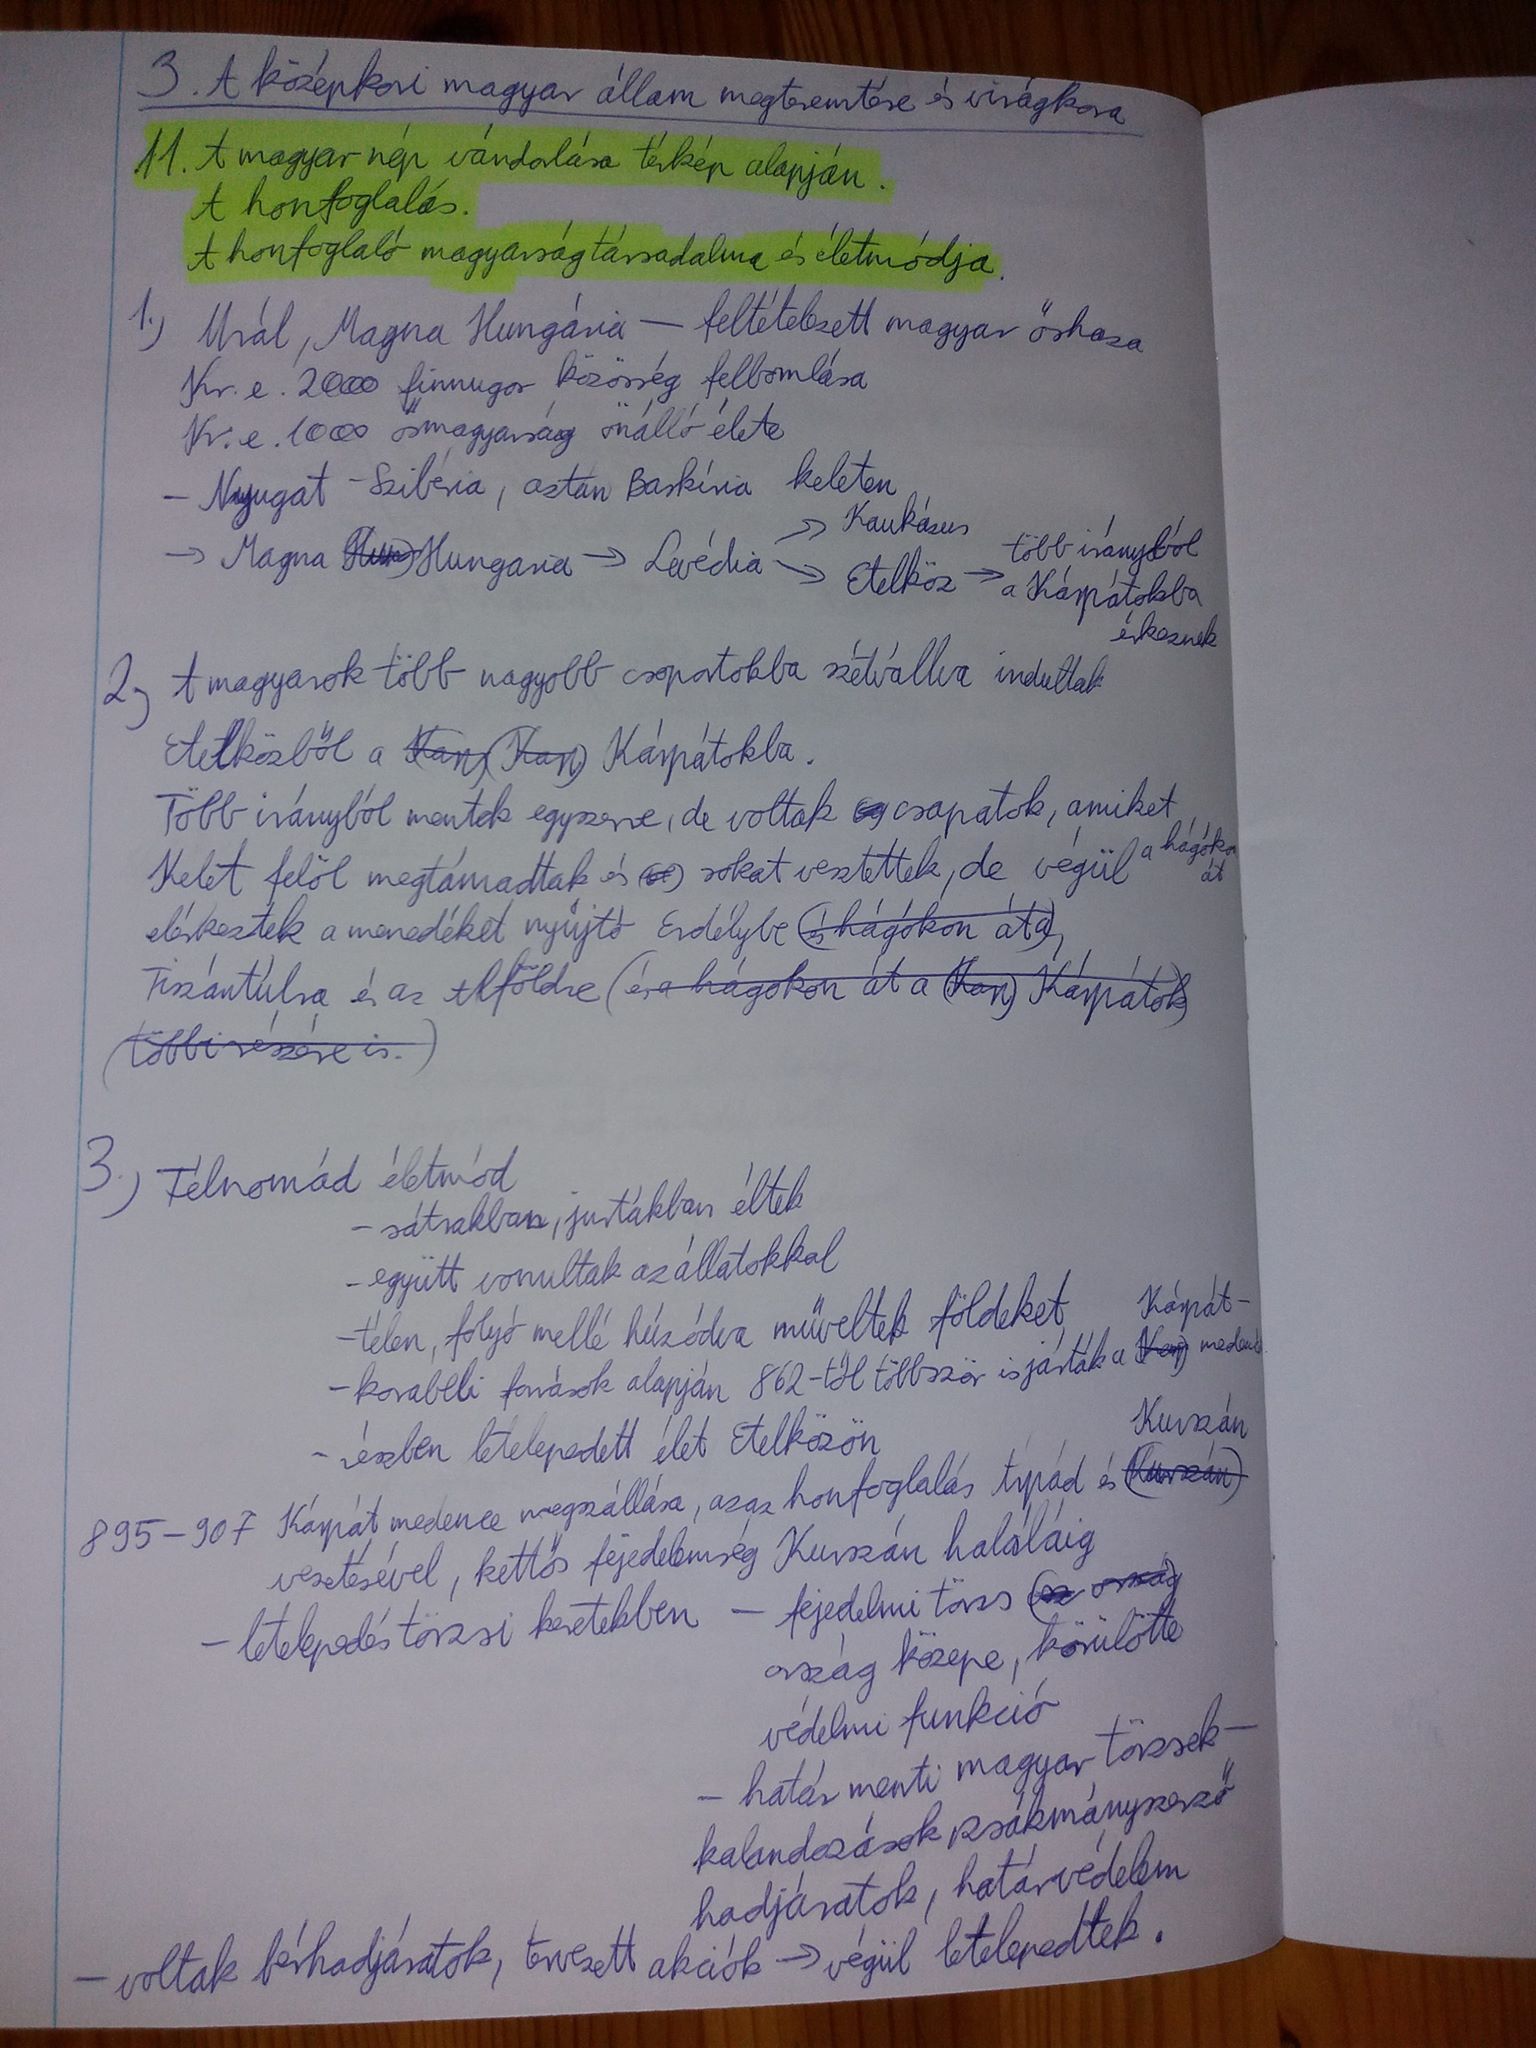 3. A középkori magyar állam megteremtése és virágkora
11. A magyar nép vándorlása térkép alapján.
A honfoglalás.
A honfoglaló magyarság társadalma és életmódja.
1.) Urál, Magna Hungária — feltételezett magyar őshaza
Kr. e. 2000 finnugor közösség felbomlása
Kr. e. 1000 ősmagyarság önálló élete
— Nyugat-Szibéria, aztán Baskíria keleten
→ Magna (Hun) Hungaria → Levédia → Kaukázus
→ Etelköz → több irányból
a Kárpátokba
érkeznek
2.) A magyarok több nagyobb csoportokba szétvállva indultak
Etelközből a (Kar) (Kar) Kárpátokba.
Több irányból mentek egyszerre, de voltak csapatok, amiket
Kelet felől megtámadtak és sokat vesztettek, de végül a hágókon
át
elérkeztek a menedéket nyújtó Erdélybe (és hágókon át a),
Tiszántúlra és az Alföldre (és a hágokon át a (Kar) Kárpátok)
(többi részére is.)
3.) Félnomád életmód
- sátrakban, jurtákban éltek
- együtt vonultak az állatokkal
- télen, folyó mellé húzódva műveltek földeket
- korabeli források alapján 862-től többször is járták a (Kar) Kárpát-
- részben letelepedett élet Etelközön
895-907 Kárpát medence megszállása, azaz honfoglalás Árpád és (Kurszán) Kurszán
vezetésével, kettős fejedelemség Kurszán haláláig
- letelepedés törzsi keretekben — fejedelmi törzs (az ország)
ország közepe, körülötte
védelmi funkció
- határ menti magyar törzsek —
kalandozások zsákmányszerző
hadjáratok, határvédelem
— voltak bérhadjáratok, tervezett akciók → végül letelepedtek.